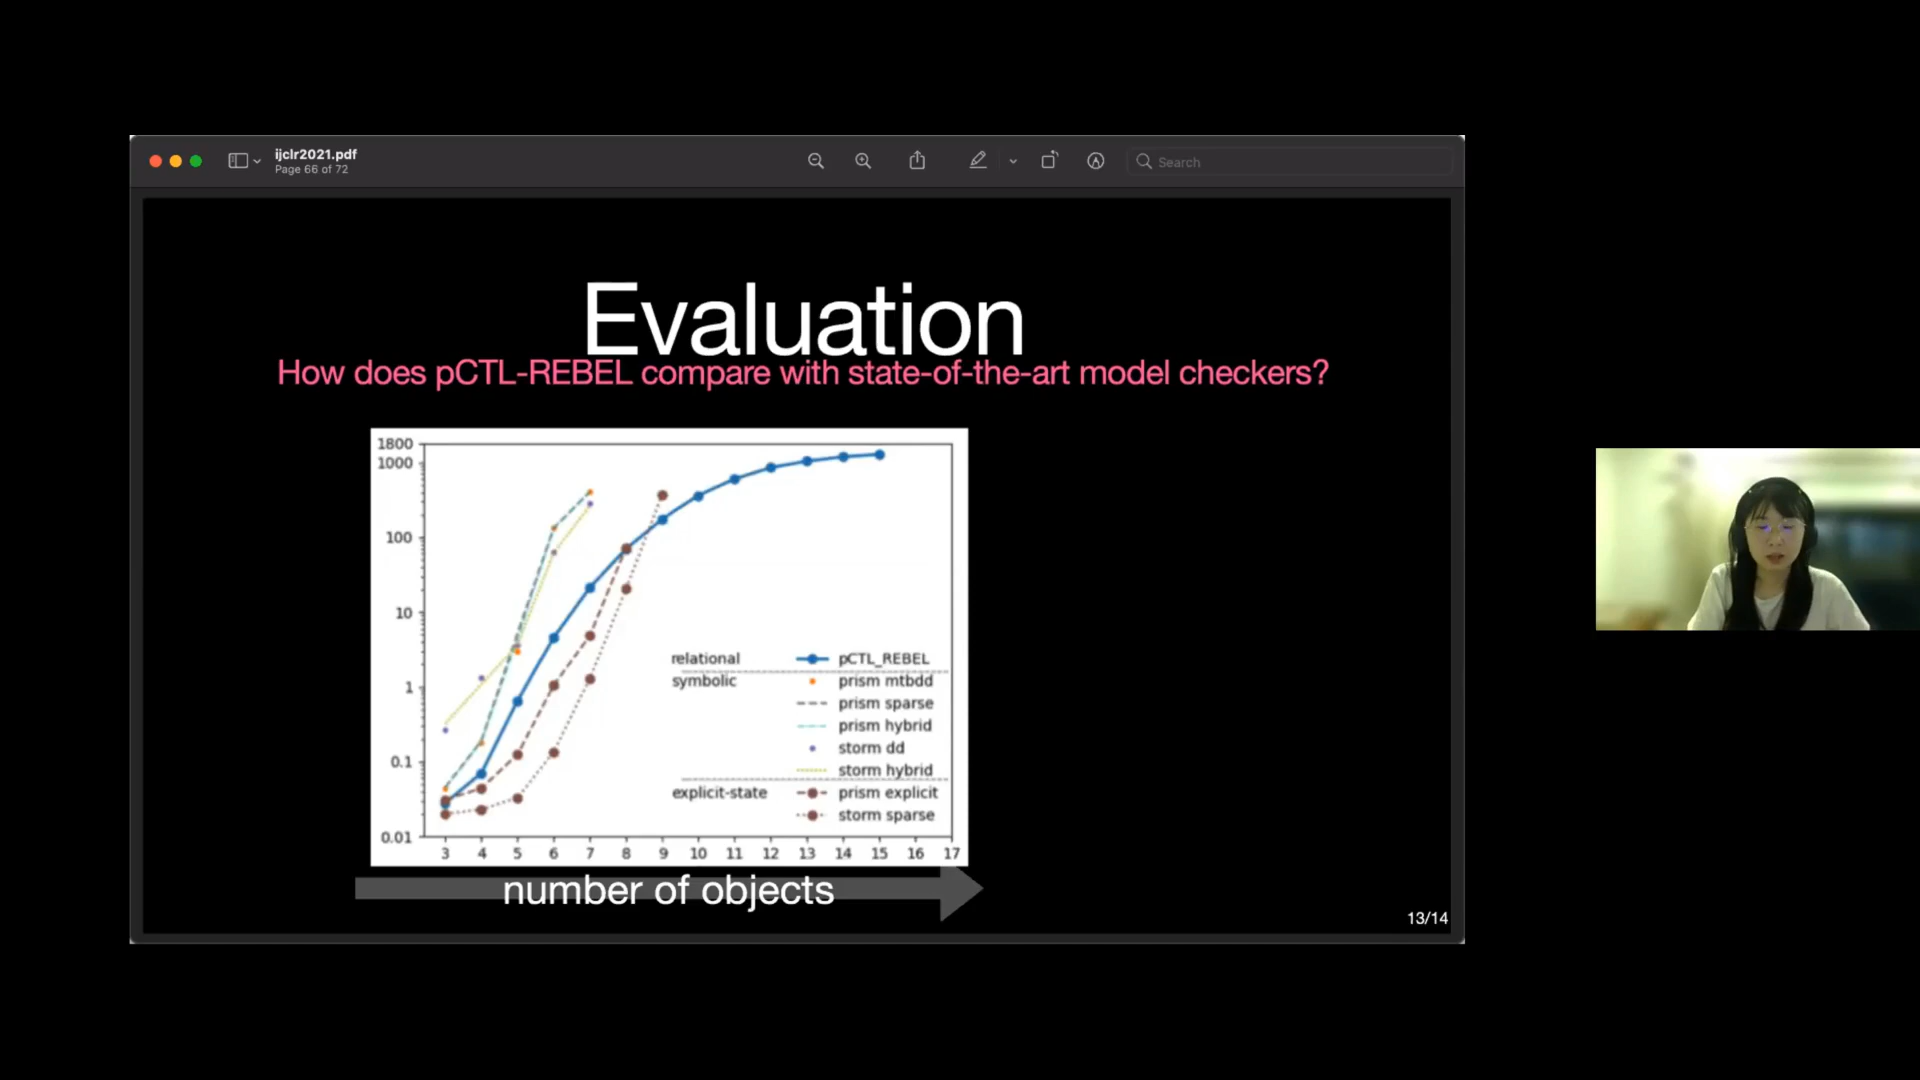 ijclr2021.pdf
Page 66 of 72
Search
Evaluation
How does pCTL-REBEL compare with state-of-the-art model checkers?
1800
1000
100
10
1
0.1
0.01
relational pCTL_REBEL
symbolic prism mtbdd
prism sparse
prism hybrid
storm dd
storm hybrid
explicit-state prism explicit
storm sparse
3 4 5 6 7 8 9 10 11 12 13 14 15 16 17
number of objects
13/14